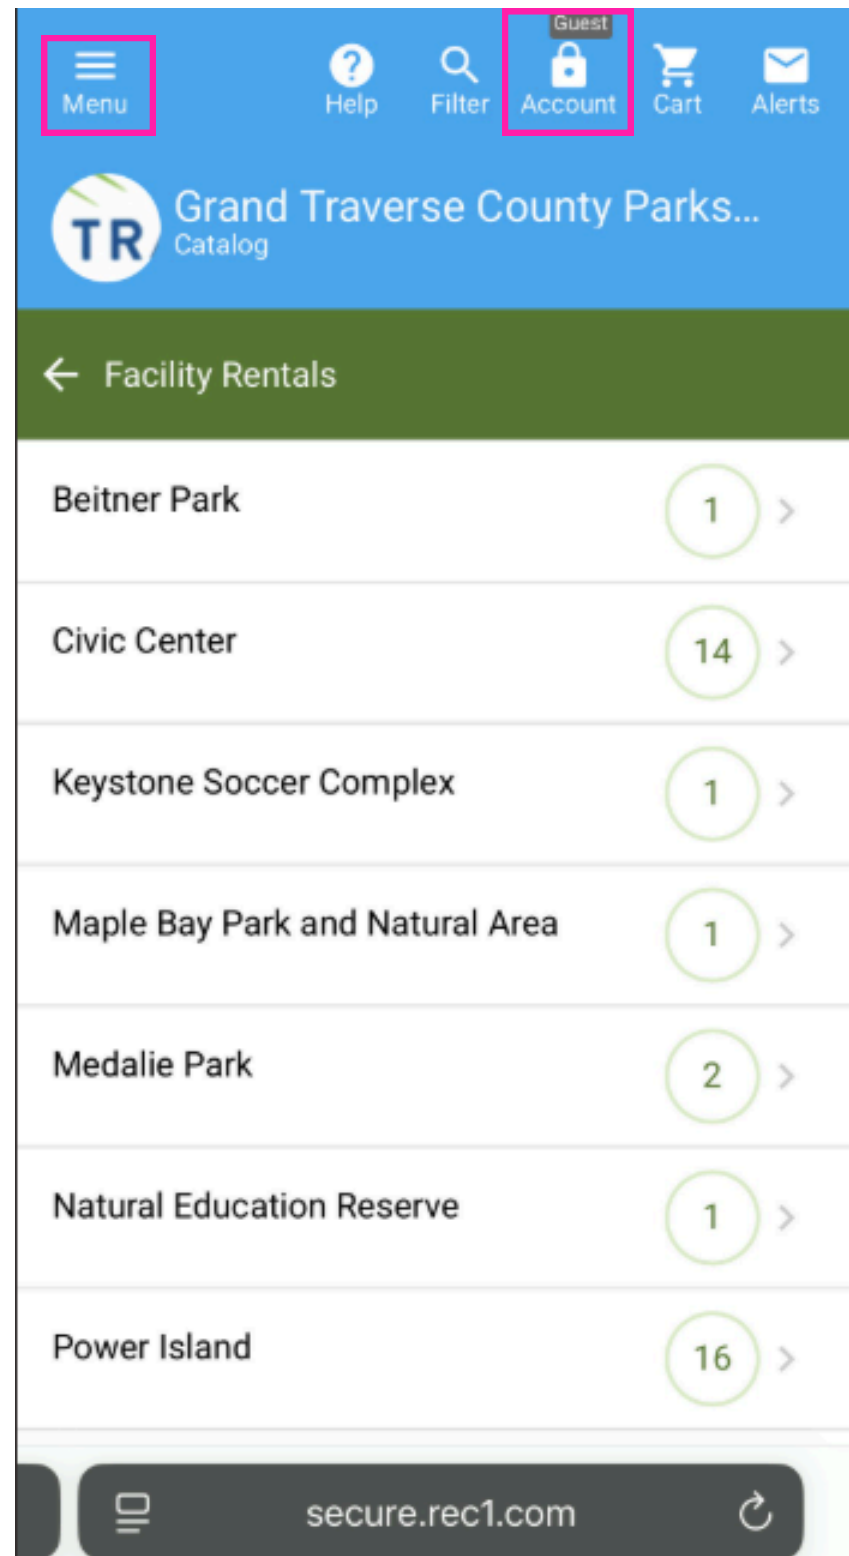 Guest
Menu
Help
Filter
Account
Cart
Alerts
TR
Grand Traverse County Parks...
Catalog
Facility Rentals
Beitner Park
1
Civic Center
14
Keystone Soccer Complex
1
Maple Bay Park and Natural Area
1
Medalie Park
2
Natural Education Reserve
1
Power Island
16
secure.rec1.com